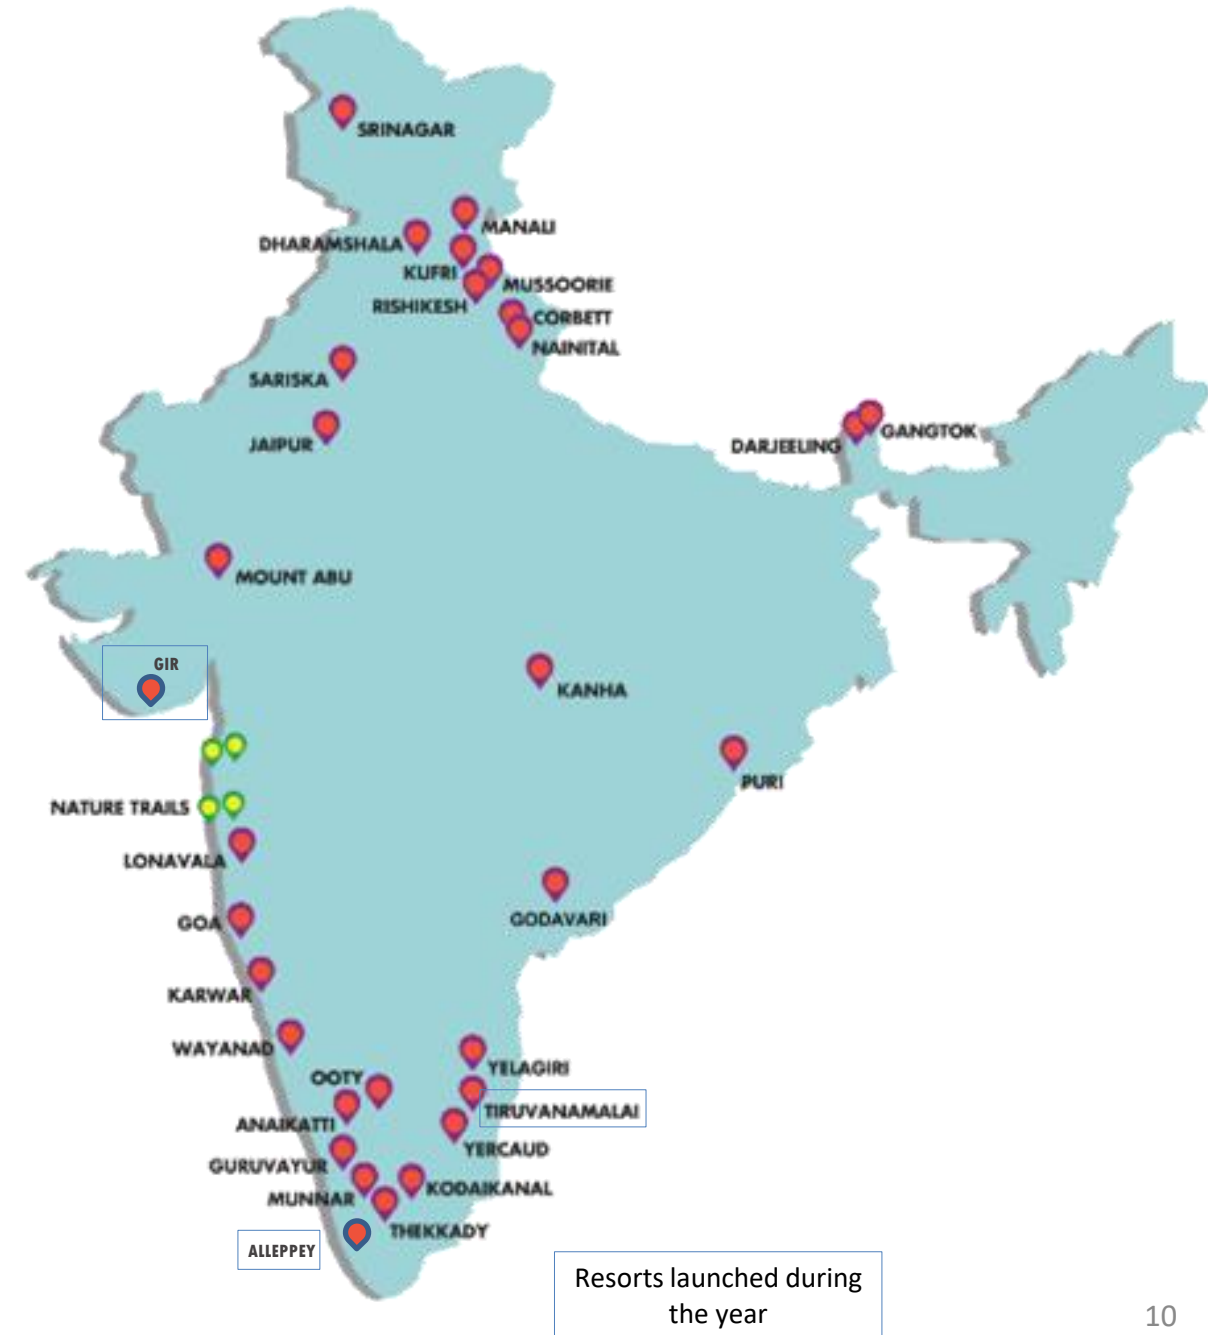 SRINAGAR
MANALI
DHARAMSHALA
KUFRI
MUSSOORIE
RISHIKESH
CORBETT
NAINITAL
SARISKA
JAIPUR
DARJEELING
GANGTOK
MOUNT ABU
GIR
KANHA
PURI
NATURE TRAILS
LONAVALA
GODAVARI
GOA
KARWAR
WAYANAD
YELAGIRI
OOTY
TIRUVANAMALAI
ANAIKATTI
YERCAUD
GURUVAYUR
KODAIKANAL
MUNNAR
THEKKADY
ALLEPPEY
Resorts launched during
the year
10